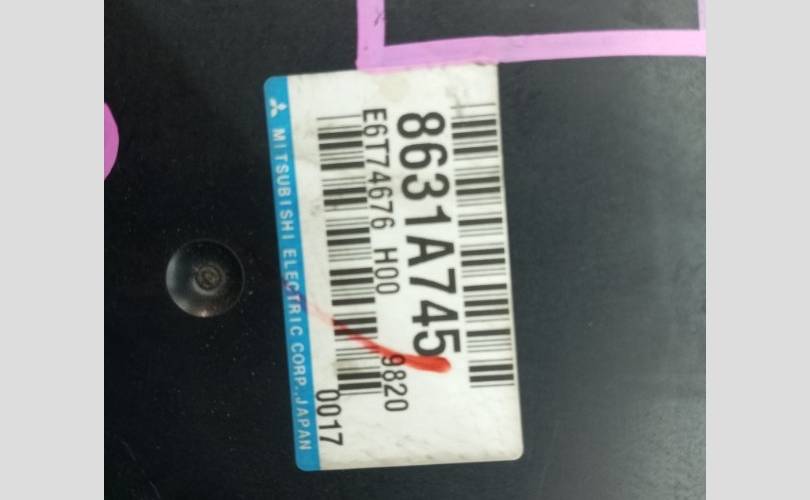 8631A745
E6T74676 H00 9820
0017
MITSUBISHI ELECTRIC CORP. JAPAN